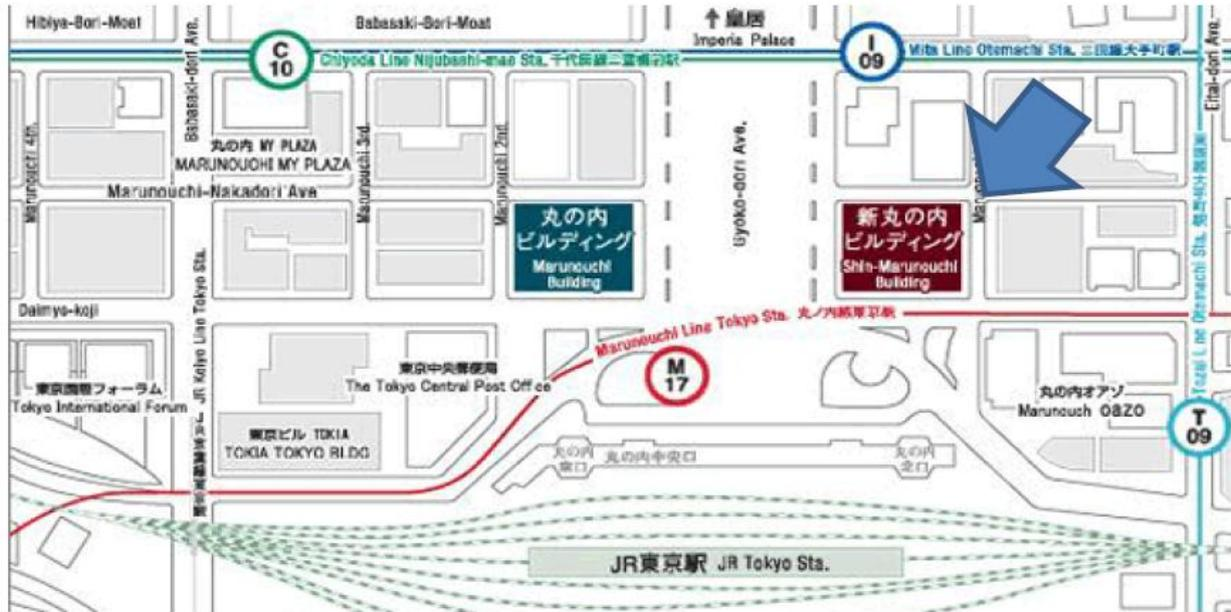 Hibiya-Bori-Moat
Babasaki-Bori-Moat
↑皇居
Imperia Palace
C
10
Chiyoda Line Nijubashi-mae Sta. 千代田線二重橋前駅
I
09
Mita Line Otemachi Sta. 三田線大手町駅
Babasaki-dori Ave.
Eitai-dori Ave.
Marunouchi 4th.
丸の内 MY PLAZA
MARUNOUCHI MY PLAZA
Marunouchi 3rd.
Marunouchi 2nd.
Marunouchi-Nakadori Ave
Gyoko-dori Ave.
丸の内
ビルディング
Marunouchi
Building
新丸の内
ビルディング
Shin-Marunouchi
Building
Daimyo-koji
JR Keiyo Line Tokyo Sta.
Marunouchi Line Tokyo Sta. 丸ノ内線東京駅
M
17
Tozai Line Otemachi Sta.
T
09
東京国際フォーラム
Tokyo International Forum
東京中央郵便局
The Tokyo Central Post Office
東京ビル TOKIA
TOKIA TOKYO BLDG
丸の内オアゾ
Marunouch OAZO
丸の内
南口
丸の内中央口
丸の内
北口
JR東京駅 JR Tokyo Sta.